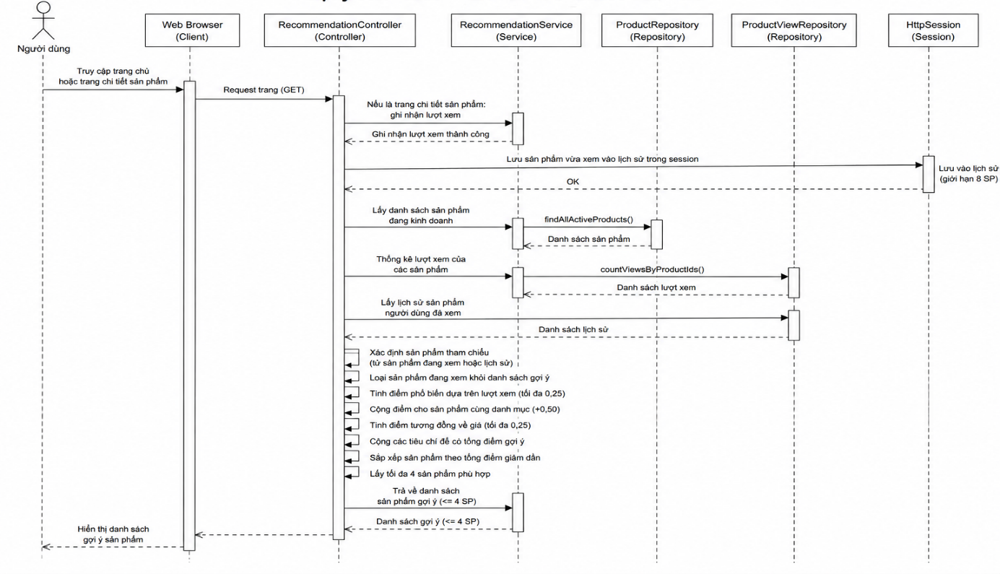 Người dùng
Web Browser
(Client)
RecommendationController
(Controller)
RecommendationService
(Service)
ProductRepository
(Repository)
ProductViewRepository
(Repository)
HttpSession
(Session)
Truy cập trang chủ
hoặc trang chi tiết sản phẩm
Request trang (GET)
Nếu là trang chi tiết sản phẩm:
ghi nhận lượt xem
Ghi nhận lượt xem thành công
Lưu sản phẩm vừa xem vào lịch sử trong session
Lưu vào lịch sử
(giới hạn 8 SP)
OK
Lấy danh sách sản phẩm
đang kinh doanh
findAllActiveProducts()
Danh sách sản phẩm
Thống kê lượt xem của
các sản phẩm
countViewsByProductIds()
Danh sách lượt xem
Lấy lịch sử sản phẩm
người dùng đã xem
Danh sách lịch sử
Xác định sản phẩm tham chiếu
(từ sản phẩm đang xem hoặc lịch sử)
Loại sản phẩm đang xem khỏi danh sách gợi ý
Tính điểm phổ biến dựa trên lượt xem (tối đa 0,25)
Cộng điểm cho sản phẩm cùng danh mục (+0,50)
Tính điểm tương đồng về giá (tối đa 0,25)
Cộng các tiêu chí để có tổng điểm gợi ý
Sắp xếp sản phẩm theo tổng điểm giảm dần
Lấy tối đa 4 sản phẩm phù hợp
Trả về danh sách
sản phẩm gợi ý (<= 4 SP)
Danh sách gợi ý (<= 4 SP)
Hiển thị danh sách
gợi ý sản phẩm